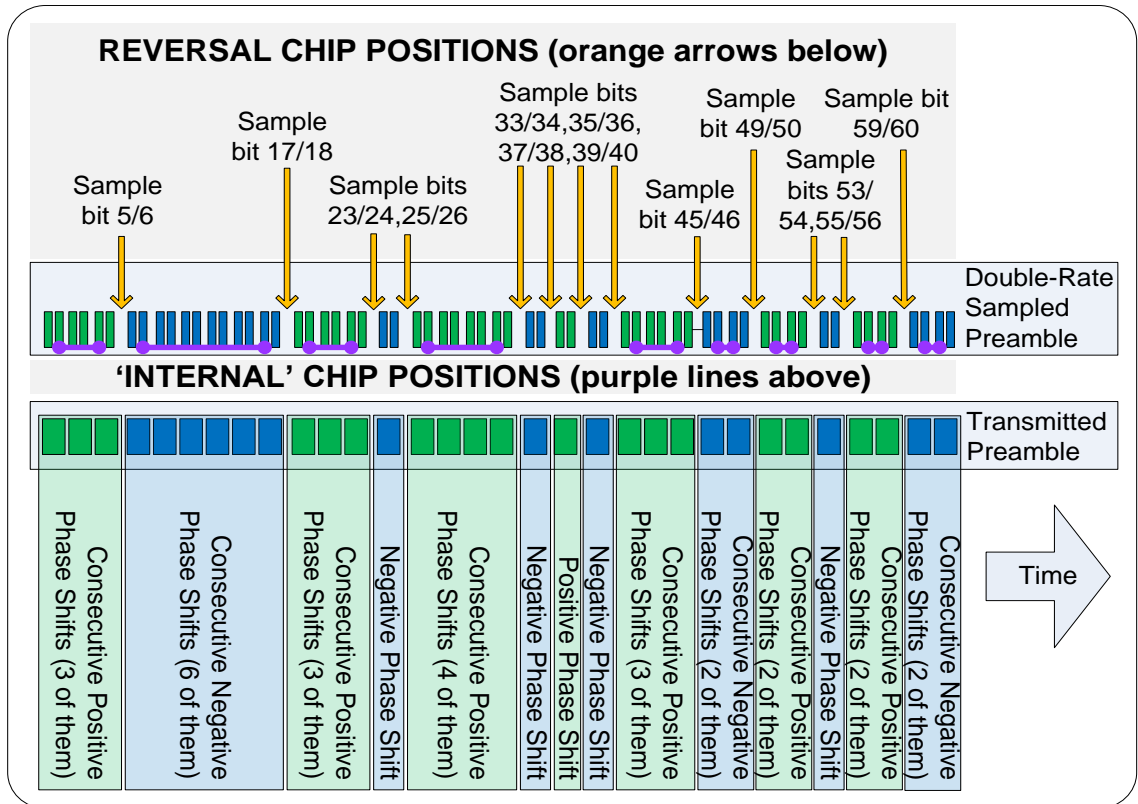 REVERSAL CHIP POSITIONS (orange arrows below)
Sample
bit 5/6
Sample
bit 17/18
Sample bits
23/24,25/26
Sample bits
33/34,35/36,
37/38,39/40
Sample
bit 45/46
Sample
bit 49/50
Sample
bits 53/
54,55/56
Sample bit
59/60
Double-Rate
Sampled
Preamble
‘INTERNAL’ CHIP POSITIONS (purple lines above)
Transmitted
Preamble
Consecutive Positive
Phase Shifts (3 of them)
Consecutive Negative
Phase Shifts (6 of them)
Consecutive Positive
Phase Shifts (3 of them)
Negative Phase Shift
Consecutive Positive
Phase Shifts (4 of them)
Negative Phase Shift
Positive Phase Shift
Negative Phase Shift
Consecutive Positive
Phase Shifts (3 of them)
Consecutive Negative
Phase Shifts (2 of them)
Consecutive Positive
Phase Shifts (2 of them)
Negative Phase Shift
Consecutive Positive
Phase Shifts (2 of them)
Consecutive Negative
Phase Shifts (2 of them)
Time